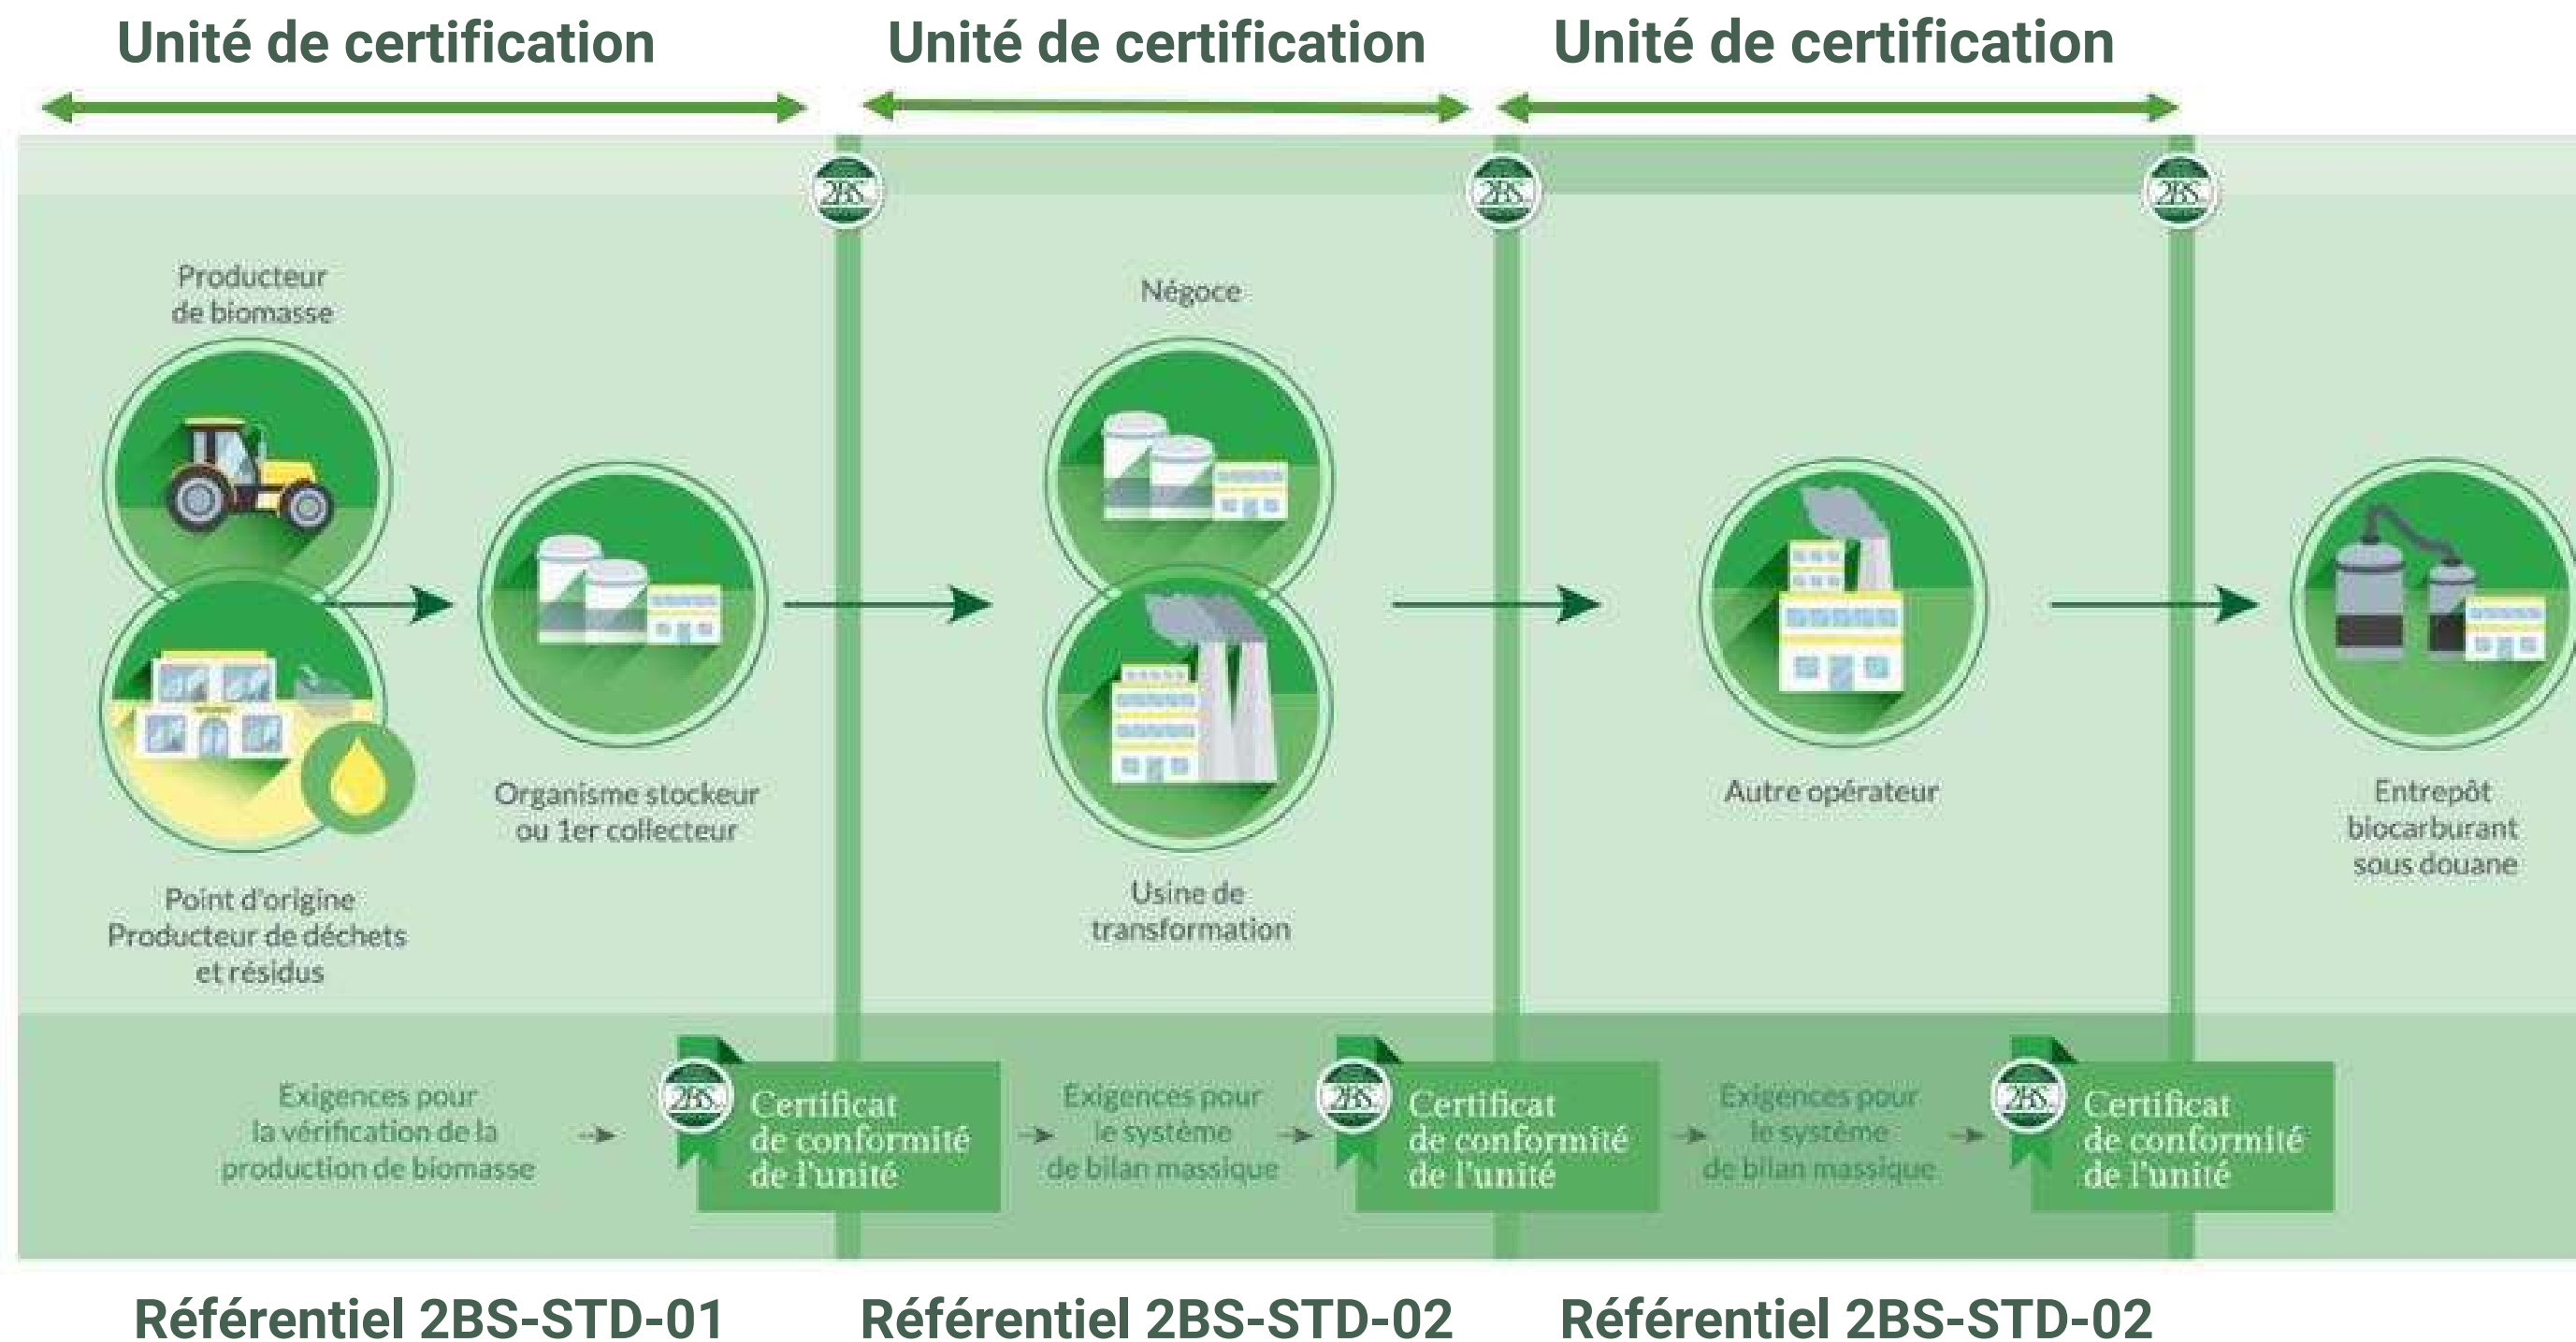 Unité de certification
Unité de certification
Unité de certification
2BS
2BS
2BS
Producteur
de biomasse
Point d'origine
Producteur de déchets
et résidus
Organisme stockeur
ou 1er collecteur
Négoce
Usine de
transformation
Autre opérateur
Entrepôt
biocarburant
sous douane
Exigences pour
la vérification de la
production de biomasse
2BS
Certificat
de conformité
de l'unité
Exigences pour
le système
de bilan massique
2BS
Certificat
de conformité
de l'unité
Exigences pour
le système
de bilan massique
2BS
Certificat
de conformité
de l'unité
Référentiel 2BS-STD-01
Référentiel 2BS-STD-02
Référentiel 2BS-STD-02